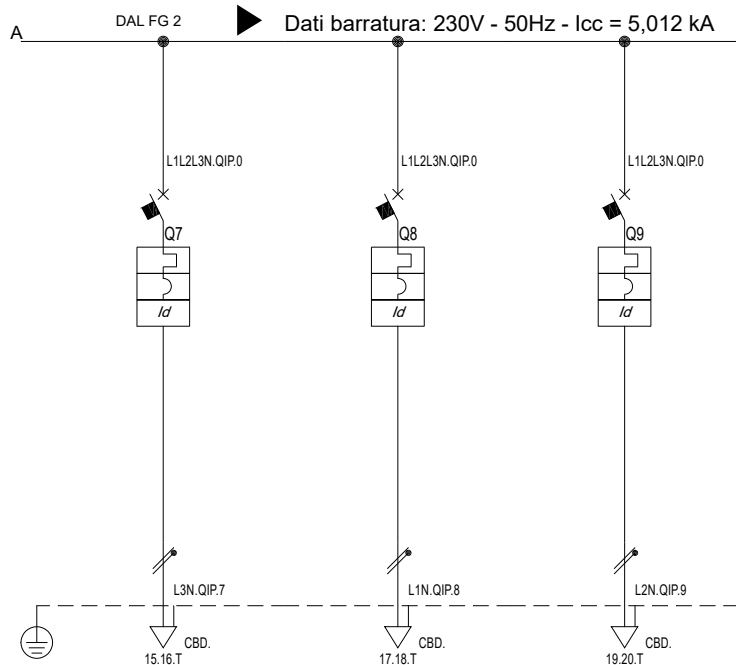 DAL FG 2
Dati barratura: 230V - 50Hz - Icc = 5,012 kA
A
L1L2L3N.QIP.0
L1L2L3N.QIP.0
L1L2L3N.QIP.0
Q7
Q8
Q9
Id
Id
Id
L3N.QIP.7
L1N.QIP.8
L2N.QIP.9
CBD.
CBD.
CBD.
15.16.T
17.18.T
19.20.T